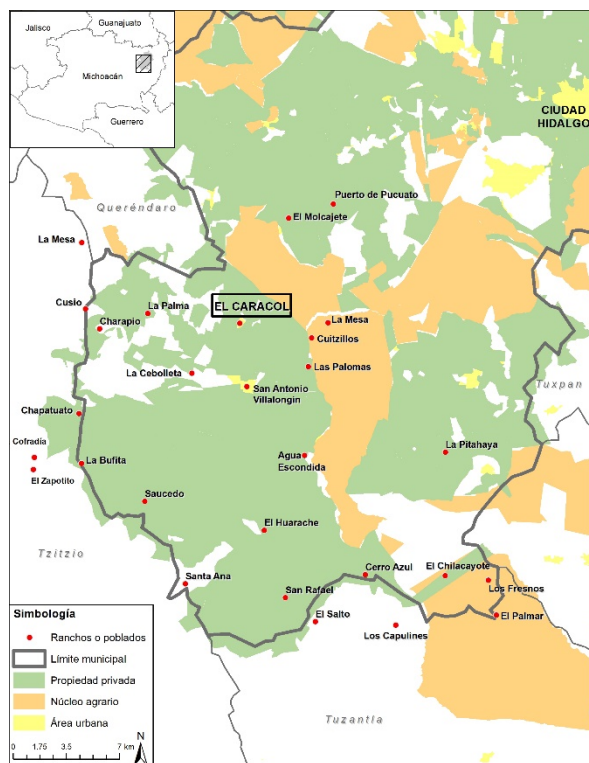 Jalisco
Guanajuato
Michoacán
Guerrero
CIUDAD
HIDALGO
Puerto de Pucuato
Queréndaro
El Molcajete
La Mesa
Cusio
La Palma
EL CARACOL
Charapio
La Mesa
Cuitzillos
Las Palomas
La Cebolleta
San Antonio
Villalongin
Tuxpan
Chapatuato
Cofradía
El Zapotito
La Bufita
Agua
Escondida
La Pitahaya
Saucedo
El Huarache
Tzitzio
Santa Ana
Cerro Azul
El Chilacayote
Los Fresnos
San Rafael
El Salto
Los Capulines
El Palmar
Tuzantla
Simbología
Ranchos o poblados
Límite municipal
Propiedad privada
Núcleo agrario
Área urbana
N
0 1.75 3.5 7 km